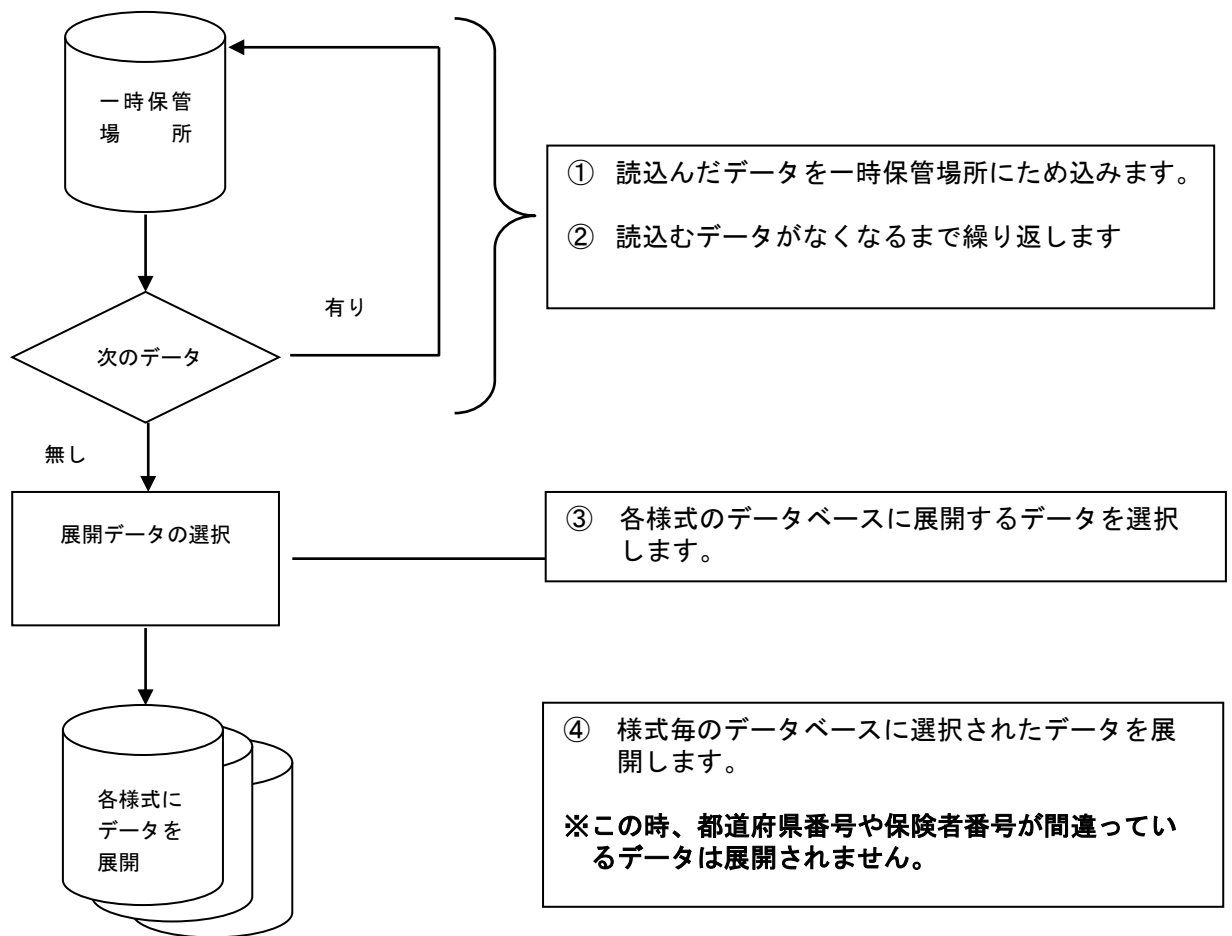 一時保管
場　　所
① 読込んだデータを一時保管場所にため込みます。
② 読込むデータがなくなるまで繰り返します
有り
次のデータ
無し
展開データの選択
③ 各様式のデータベースに展開するデータを選択
します。
④ 様式毎のデータベースに選択されたデータを展
開します。
※この時、都道府県番号や保険者番号が間違ってい
るデータは展開されません。
各様式に
データを
展開